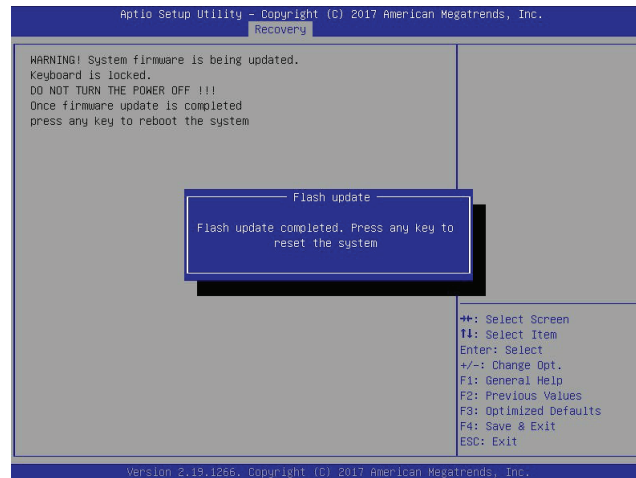 Aptio Setup Utility – Copyright (C) 2017 American Megatrends, Inc.
Recovery
WARNING! System firmware is being updated.
Keyboard is locked.
DO NOT TURN THE POWER OFF !!!
Once firmware update is completed
press any key to reboot the system
Flash update
Flash update completed. Press any key to
reset the system
→←: Select Screen
↑↓: Select Item
Enter: Select
+/-: Change Opt.
F1: General Help
F2: Previous Values
F3: Optimized Defaults
F4: Save & Exit
ESC: Exit
Version 2.19.1266. Copyright (C) 2017 American Megatrends, Inc.